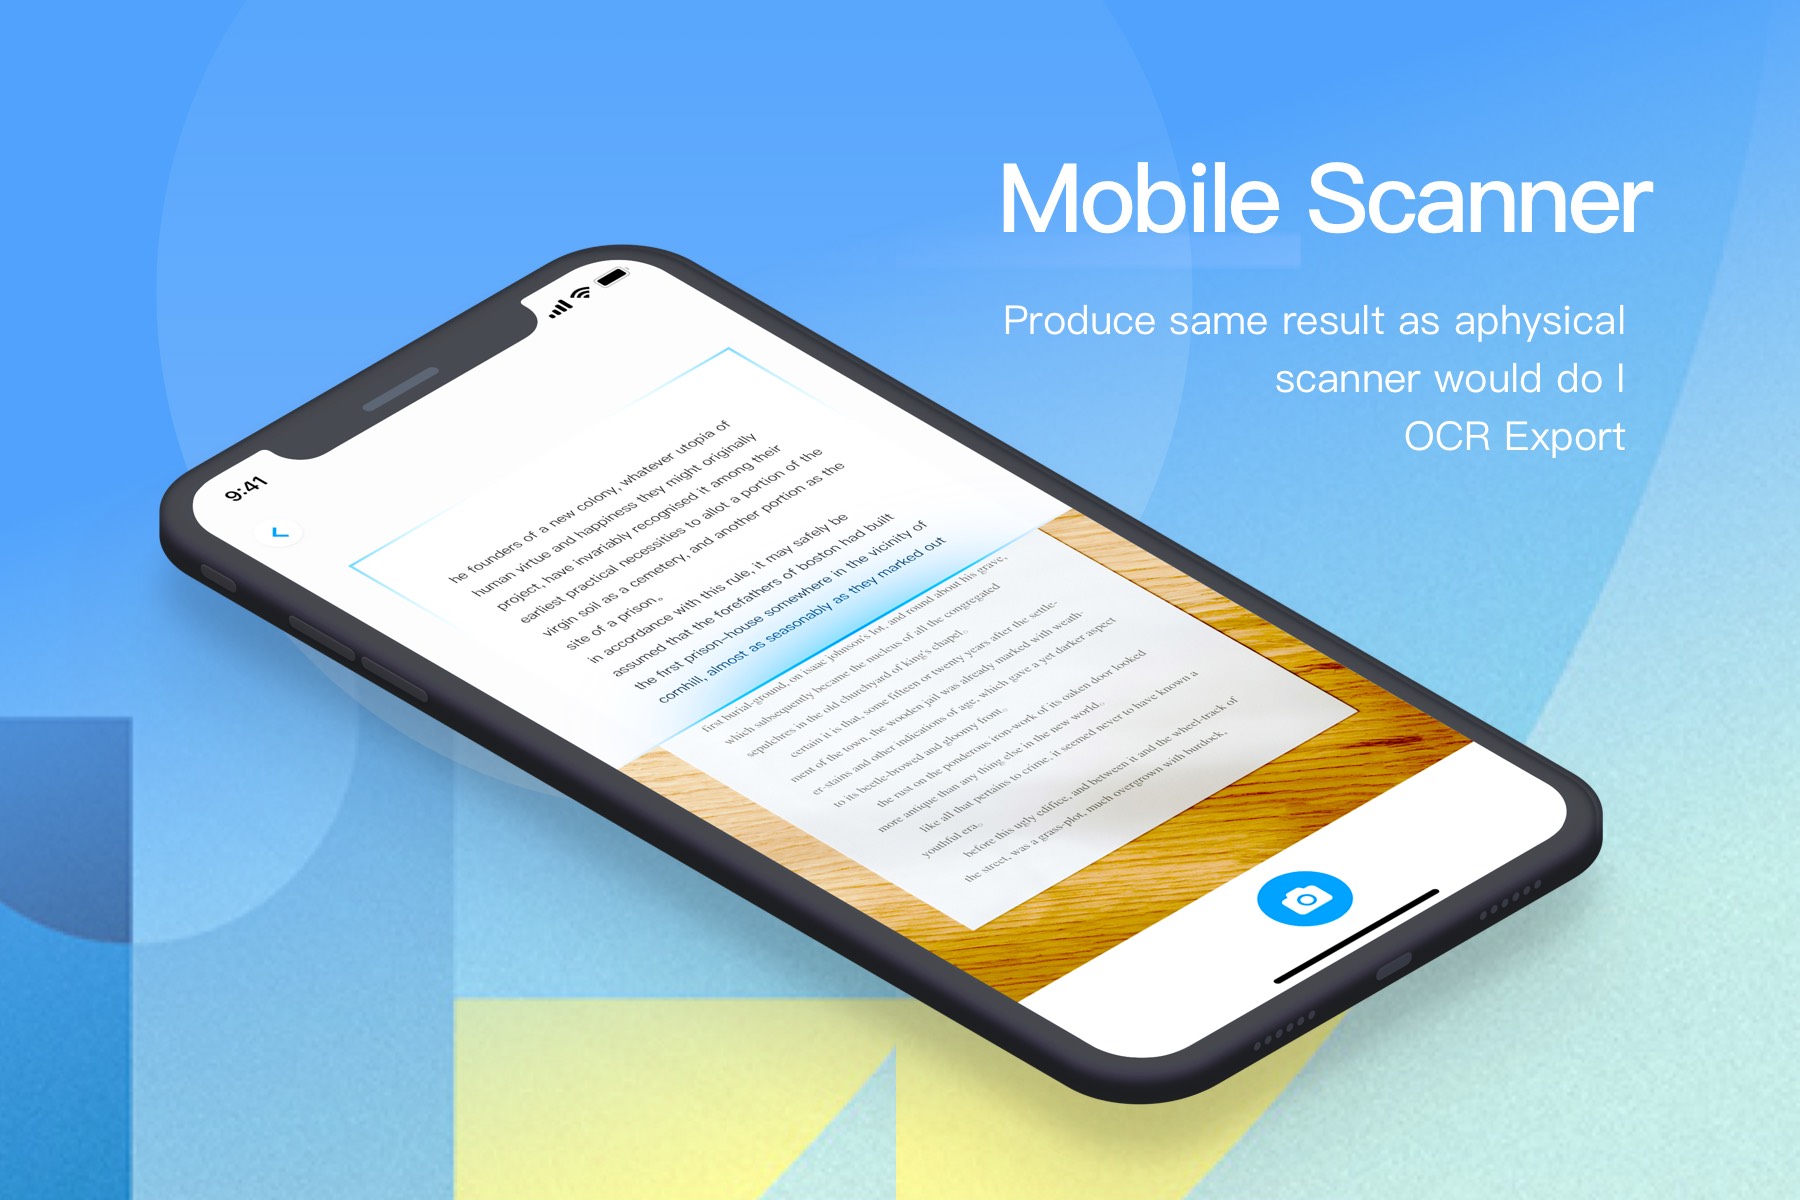 Mobile Scanner
Produce same result as aphysical
scanner would do l
OCR Export
9:41
he founders of a new colony, whatever utopia of
human virtue and happiness they might originally
project, have invariably recognised it among their
earliest practical necessities to allot a portion of the
virgin soil as a cemetery, and another portion as the
site of a prison。
in accordance with this rule, it may safely be
assumed that the forefathers of boston had built
the first prison-house somewhere in the vicinity of
cornhill, almost as seasonably as they marked out
first burial-ground, on isaac johnson's lot, and round about his grave,
which subsequently became the nucleus of all the congregated
sepulchres in the old churchyard of king's chapel。
certain it is that, some fifteen or twenty years after the settle-
ment of the town, the wooden jail was already marked with weath-
er-stains and other indications of age, which gave a yet darker aspect
to its beetle-browed and gloomy front。
the rust on the ponderous iron-work of its oaken door looked
more antique than any thing else in the new world。
like all that pertains to crime, it seemed never to have known a
youthful era。
before this ugly edifice, and between it and the wheel-track of
the street, was a grass-plot, much overgrown with burdock,